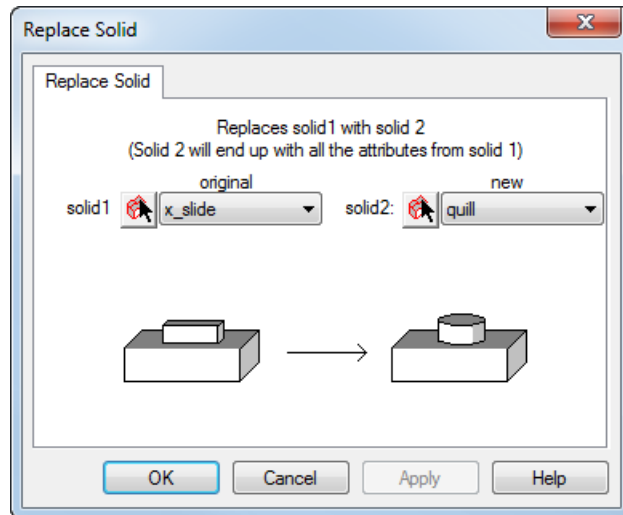 Replace Solid
Replace Solid
Replaces solid1 with solid 2
(Solid 2 will end up with all the attributes from solid 1)
original new
solid1 x_slide solid2: quill
OK Cancel Apply Help